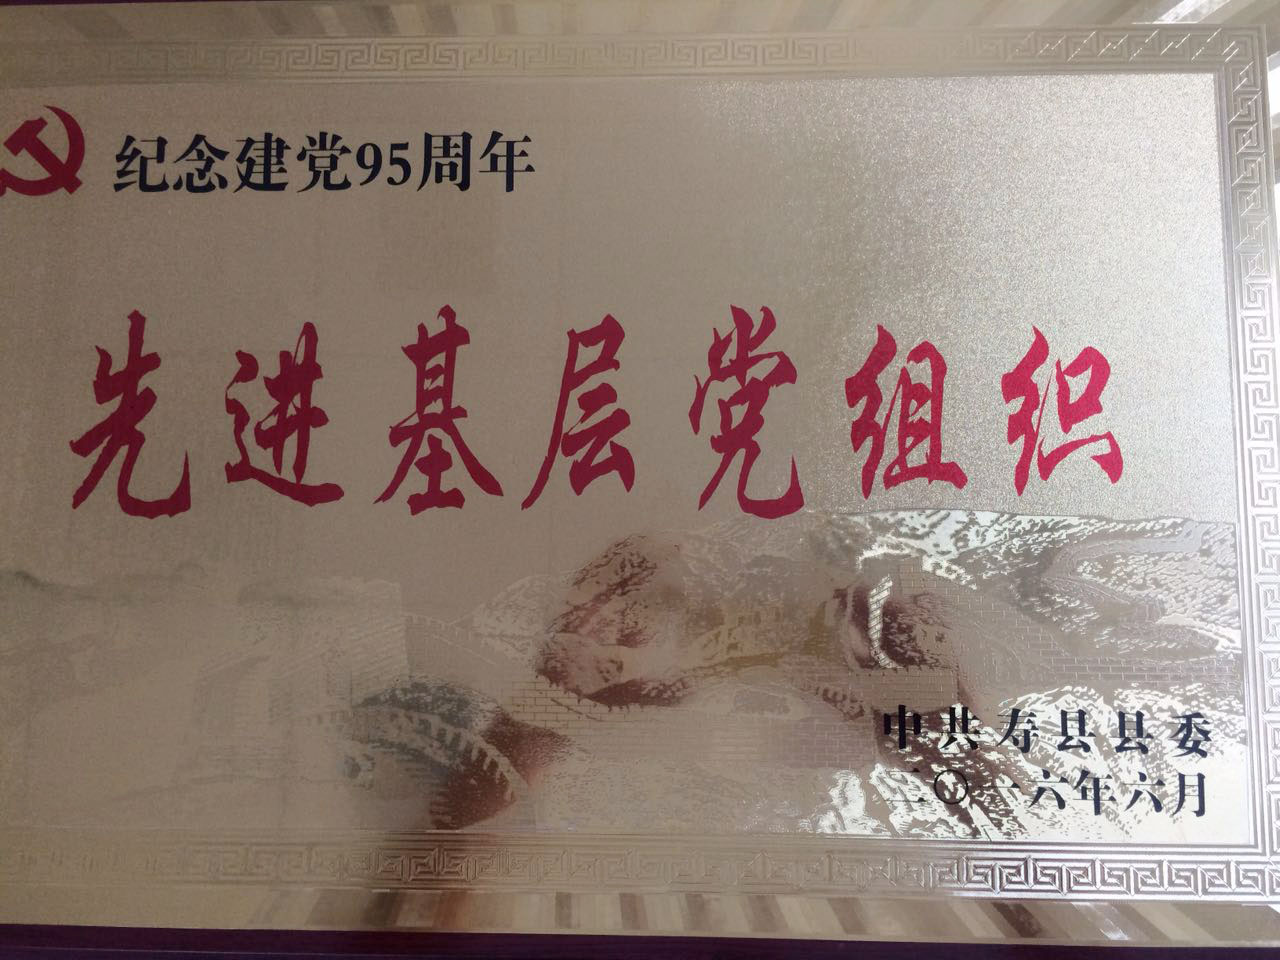 纪念建党95周年
先进基层党组织
中共寿县县委
二〇一六年六月